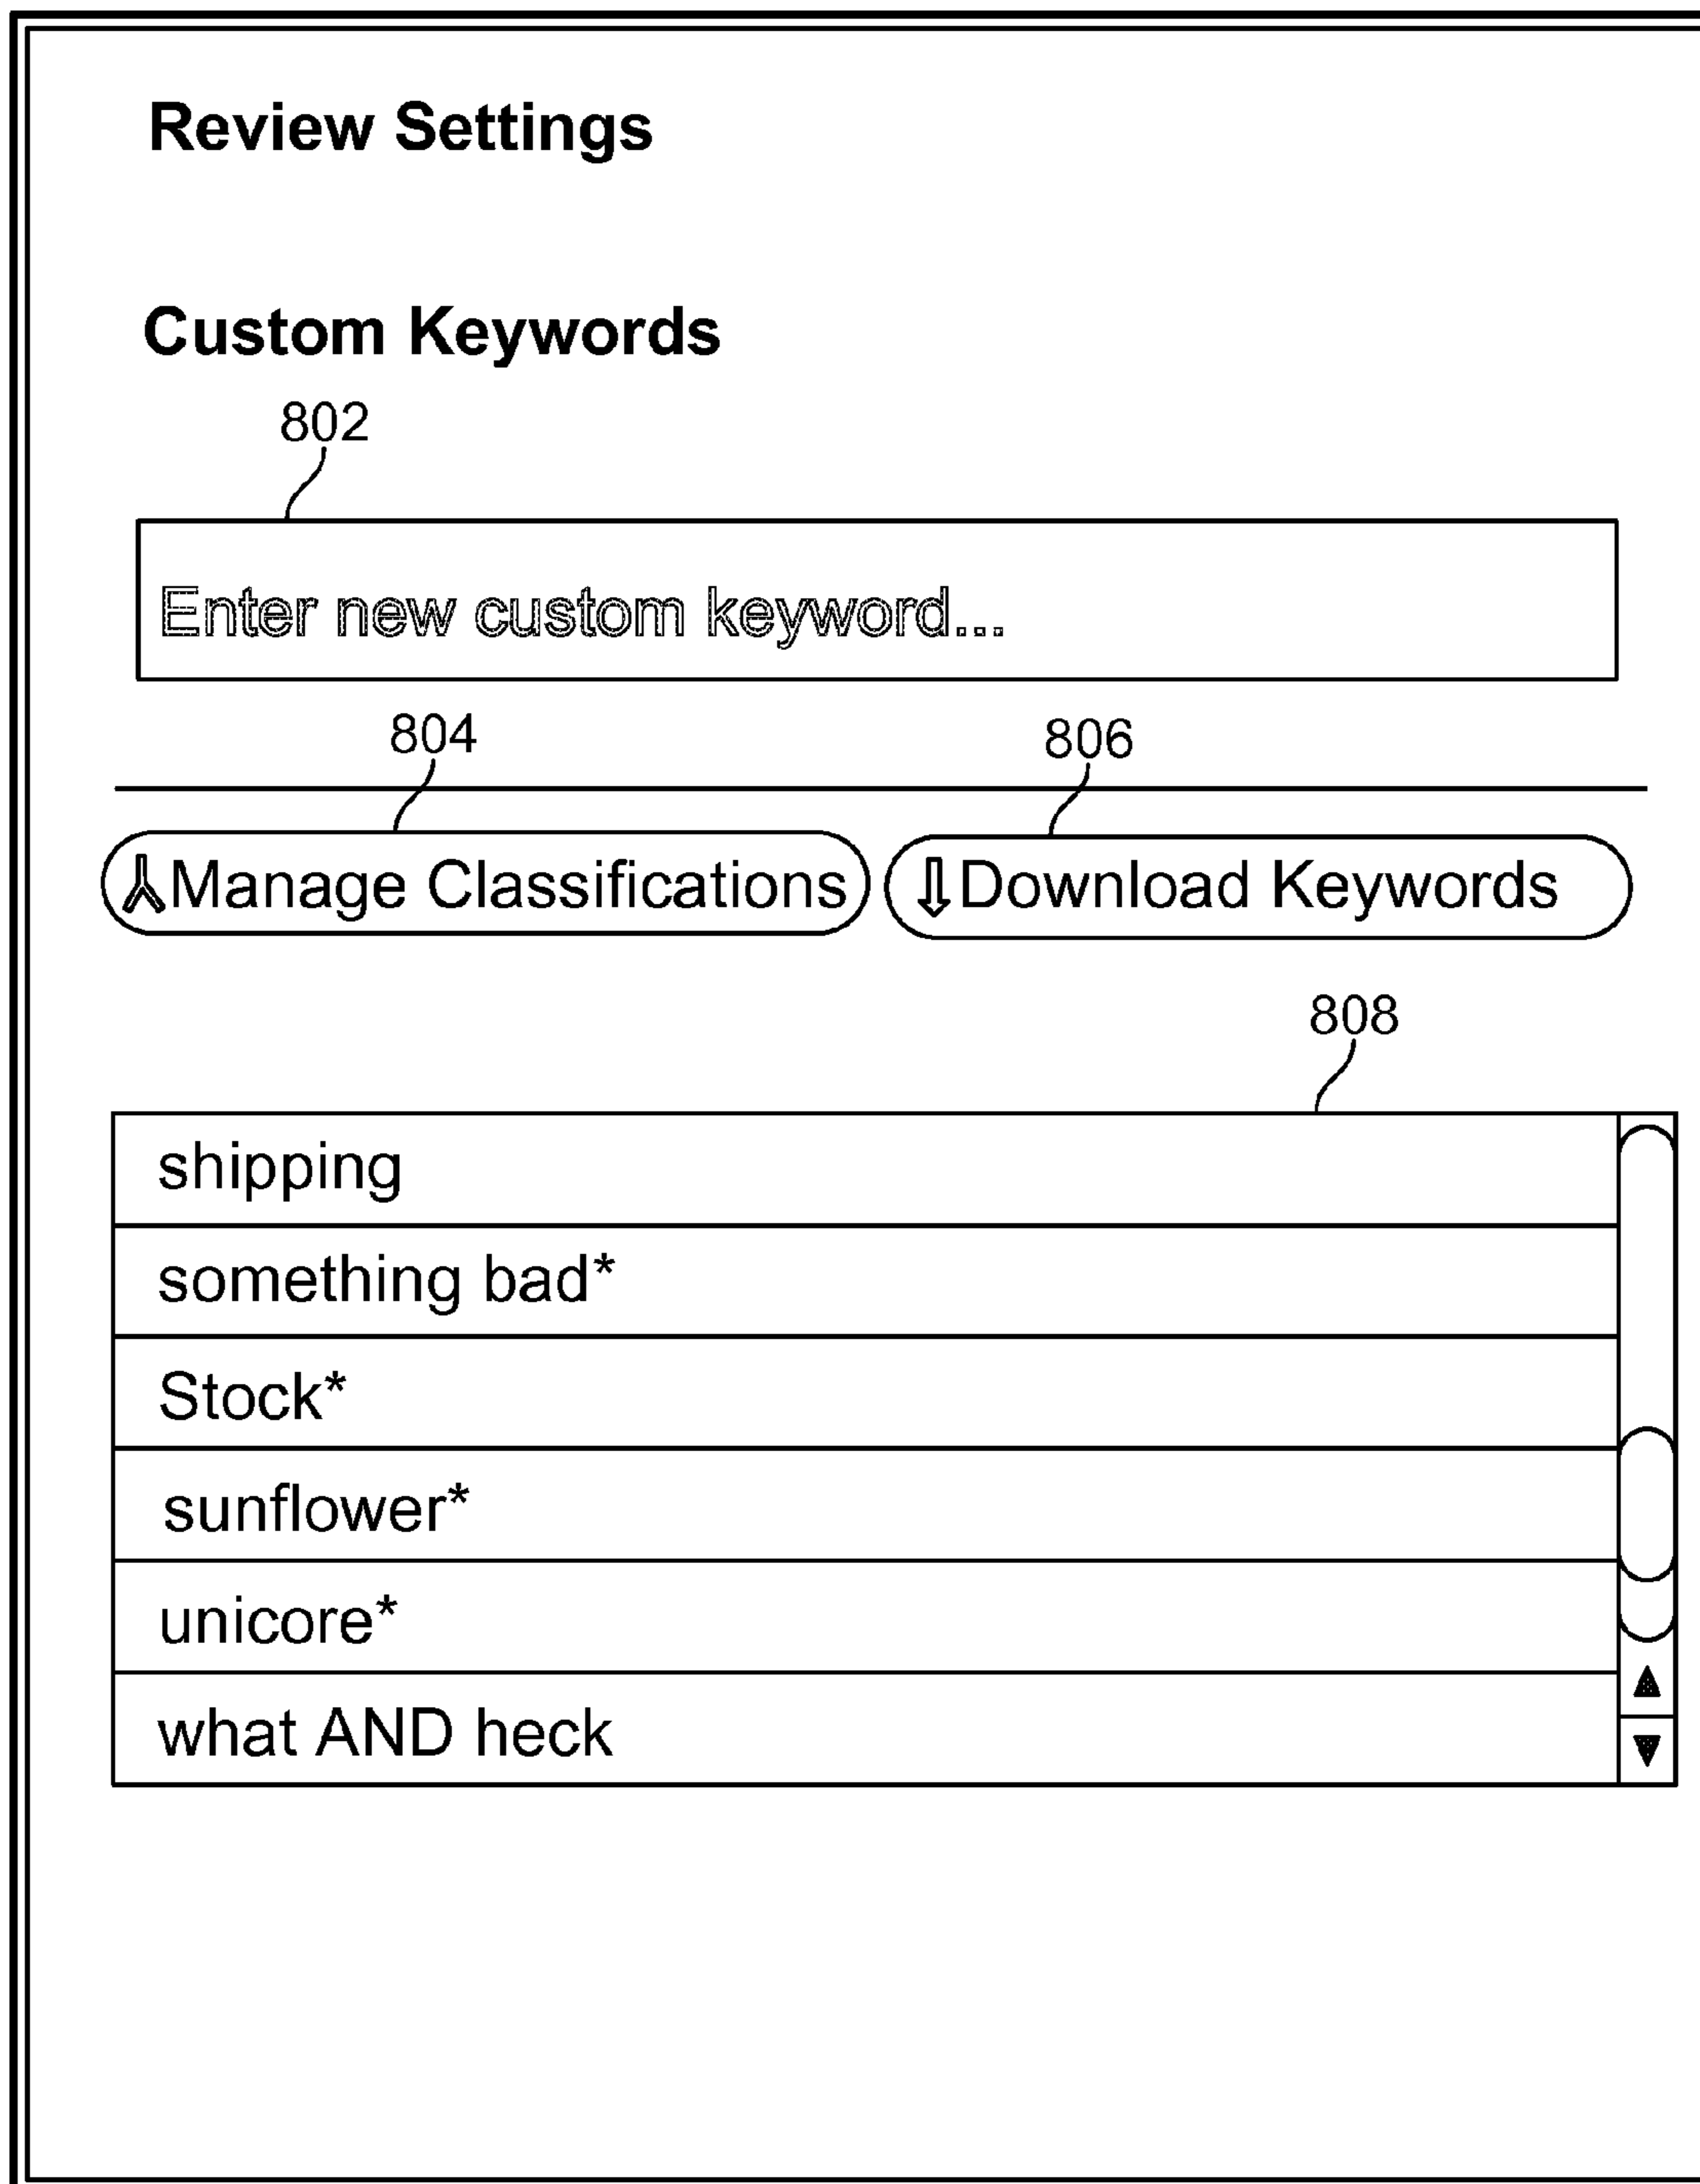 Review Settings
Custom Keywords
802
Enter new custom keyword...
804 806
Manage Classifications Download Keywords
808
shipping
something bad*
Stock*
sunflower*
unicore*
what AND heck